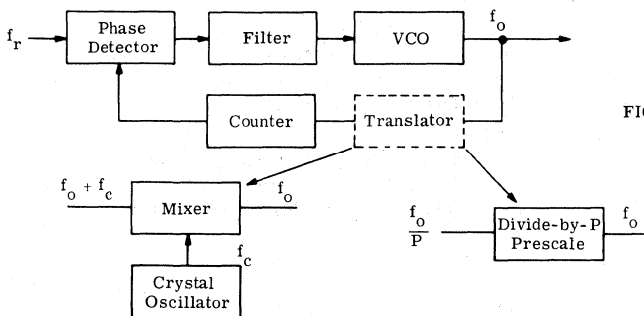 f_r
Phase Detector
Filter
VCO
f_o
Counter
Translator
FIG
f_o + f_c
Mixer
f_o
f_c
Crystal Oscillator
f_o
P
Divide-by-P Prescale
f_o